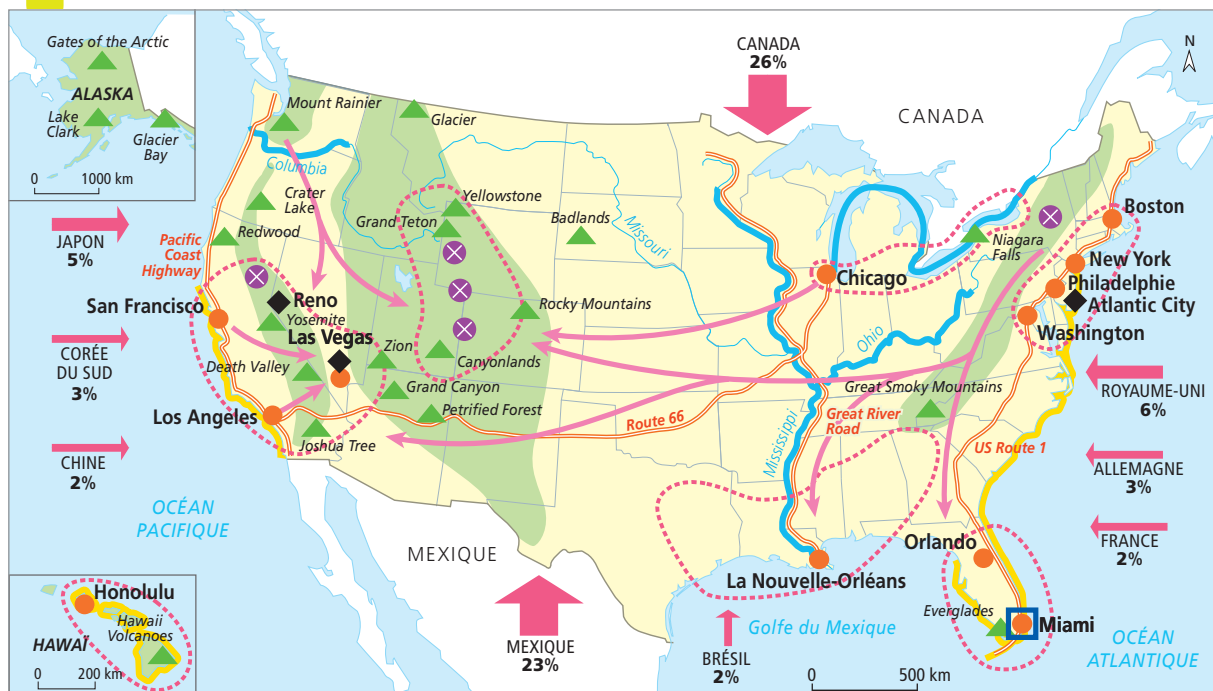 Gates of the Arctic
ALASKA
Lake
Clark
Glacier
Bay
0 1000 km
CANADA
26%
N
CANADA
Mount Rainier
Glacier
Columbia
Crater
Lake
Yellowstone
Grand Teton
Badlands
Missouri
Redwood
JAPON
5%
Pacific
Coast
Highway
Boston
Niagara
Falls
New York
Philadelphie
Atlantic City
Washington
Chicago
Reno
San Francisco
Yosemite
Rocky Mountains
Las Vegas
Zion
Canyonlands
Ohio
CORÉE
DU SUD
3%
Death Valley
Grand Canyon
Great Smoky Mountains
ROYAUME-UNI
6%
Los Angeles
Petrified Forest
Route 66
Great River
Road
Joshua Tree
Mississippi
US Route 1
CHINE
2%
ALLEMAGNE
3%
OCÉAN
PACIFIQUE
MEXIQUE
Orlando
FRANCE
2%
La Nouvelle-Orléans
Honolulu
Hawaii
Volcanoes
HAWAÏ
0 200 km
Everglades
Miami
MEXIQUE
23%
BRÉSIL
2%
Golfe du Mexique
OCÉAN
ATLANTIQUE
0 500 km